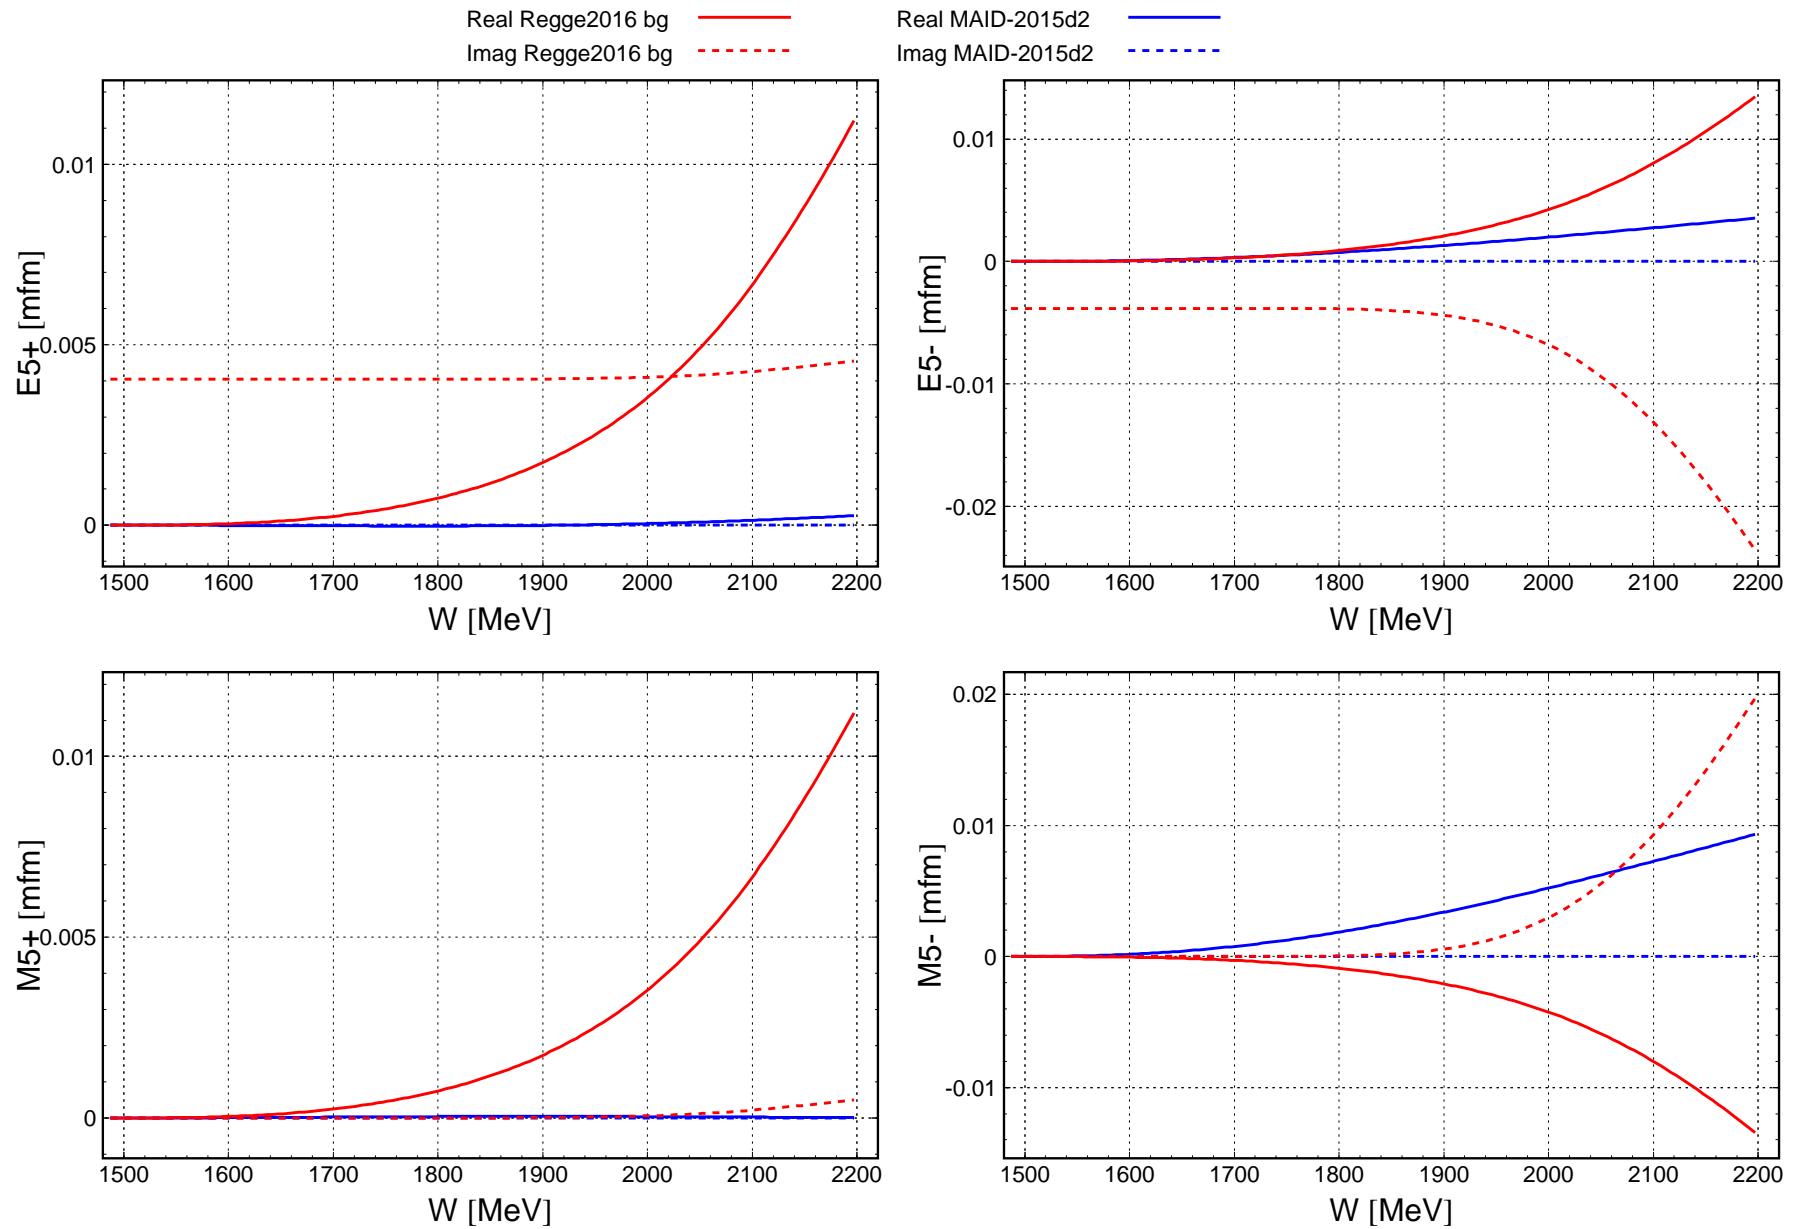 Real Regge2016 bg
Imag Regge2016 bg
Real MAID-2015d2
Imag MAID-2015d2
E5+ [mfm]
0.01
0.005
0
1500 1600 1700 1800 1900 2000 2100 2200
W [MeV]
E5- [mfm]
0.01
0
-0.01
-0.02
1500 1600 1700 1800 1900 2000 2100 2200
W [MeV]
M5+ [mfm]
0.01
0.005
0
1500 1600 1700 1800 1900 2000 2100 2200
W [MeV]
M5- [mfm]
0.02
0.01
0
-0.01
1500 1600 1700 1800 1900 2000 2100 2200
W [MeV]